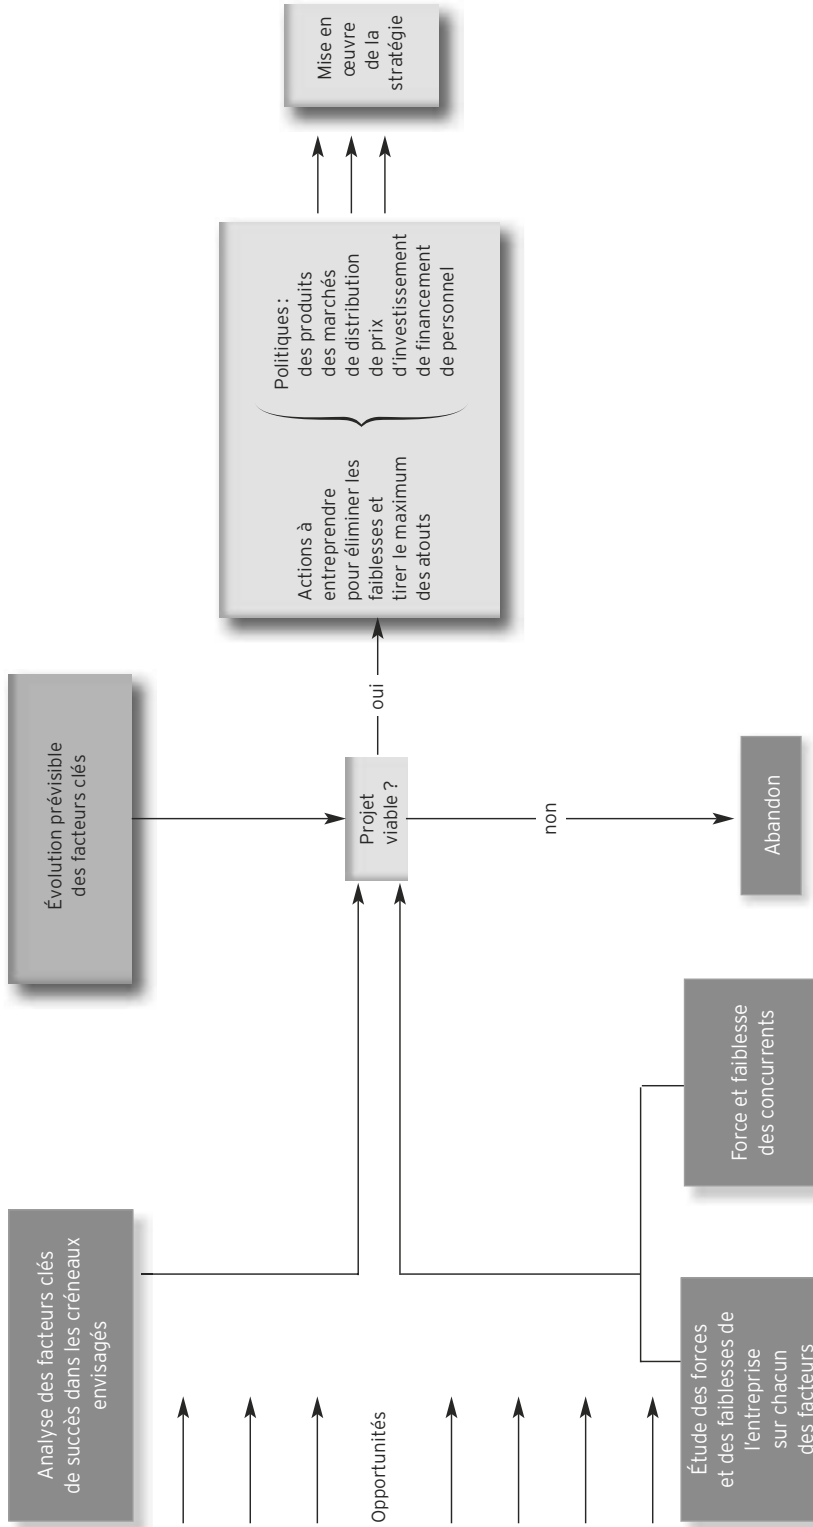 Opportunités
Analyse des facteurs clés
de succès dans les créneaux
envisagés
Étude des forces
et des faiblesses de
l'entreprise
sur chacun
des facteurs
Force et faiblesse
des concurrents
Évolution prévisible
des facteurs clés
Projet
viable ?
oui
non
Abandon
Actions à
entreprendre
pour éliminer les
faiblesses et
tirer le maximum
des atouts
Politiques :
des produits
des marchés
de distribution
de prix
d'investissement
de financement
de personnel
Mise en
œuvre
de la
stratégie